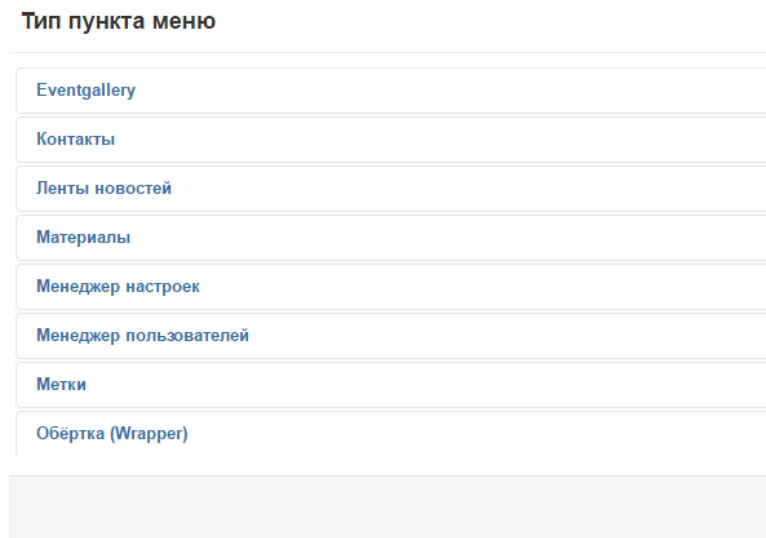 Тип пункта меню
Eventgallery
Контакты
Ленты новостей
Материалы
Менеджер настроек
Менеджер пользователей
Метки
Обёртка (Wrapper)